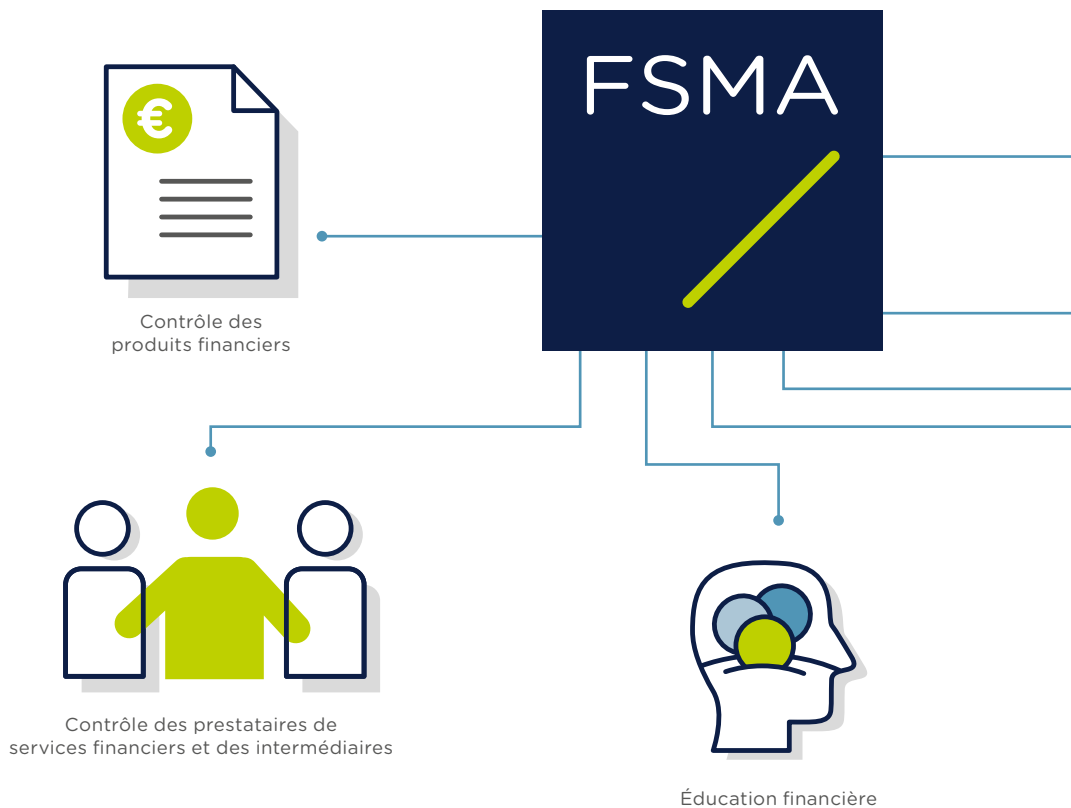 FSMA
€
Contrôle des
produits financiers
Contrôle des prestataires de
services financiers et des intermédiaires
Éducation financière